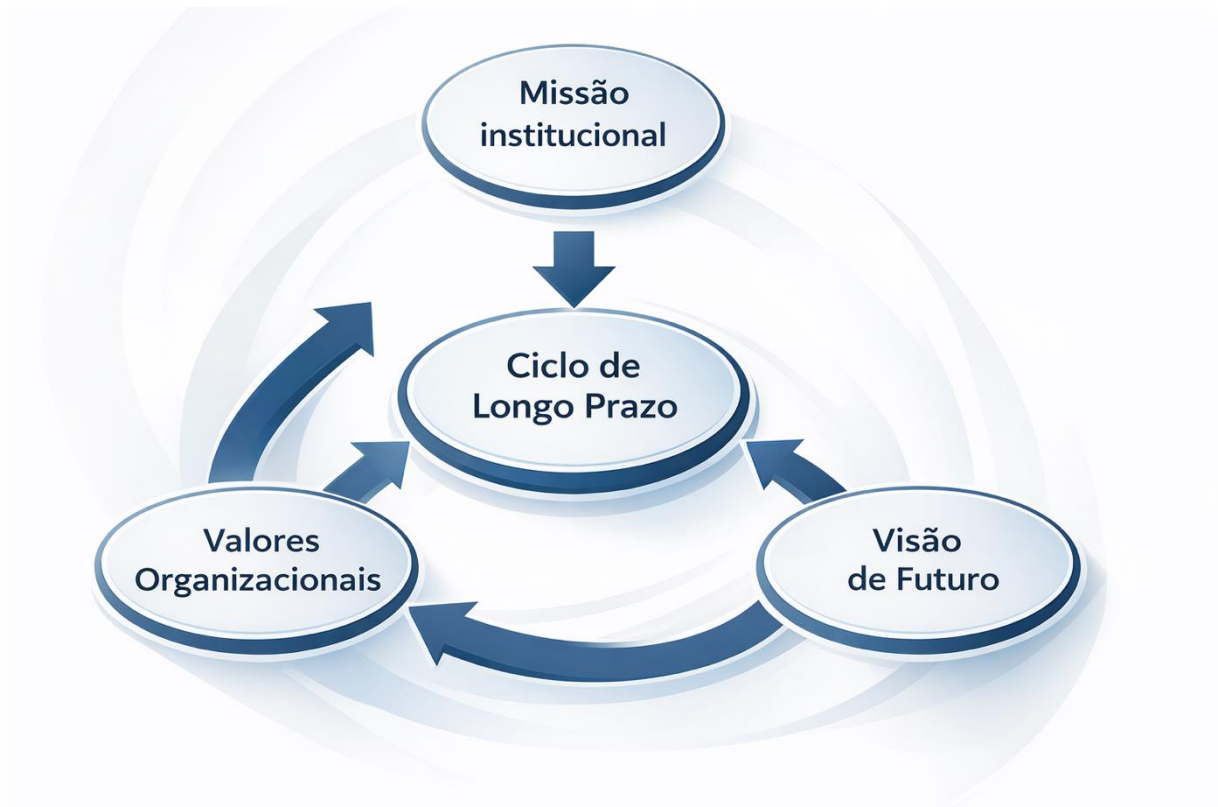 Missão
institucional
Ciclo de
Longo Prazo
Valores
Organizacionais
Visão
de Futuro